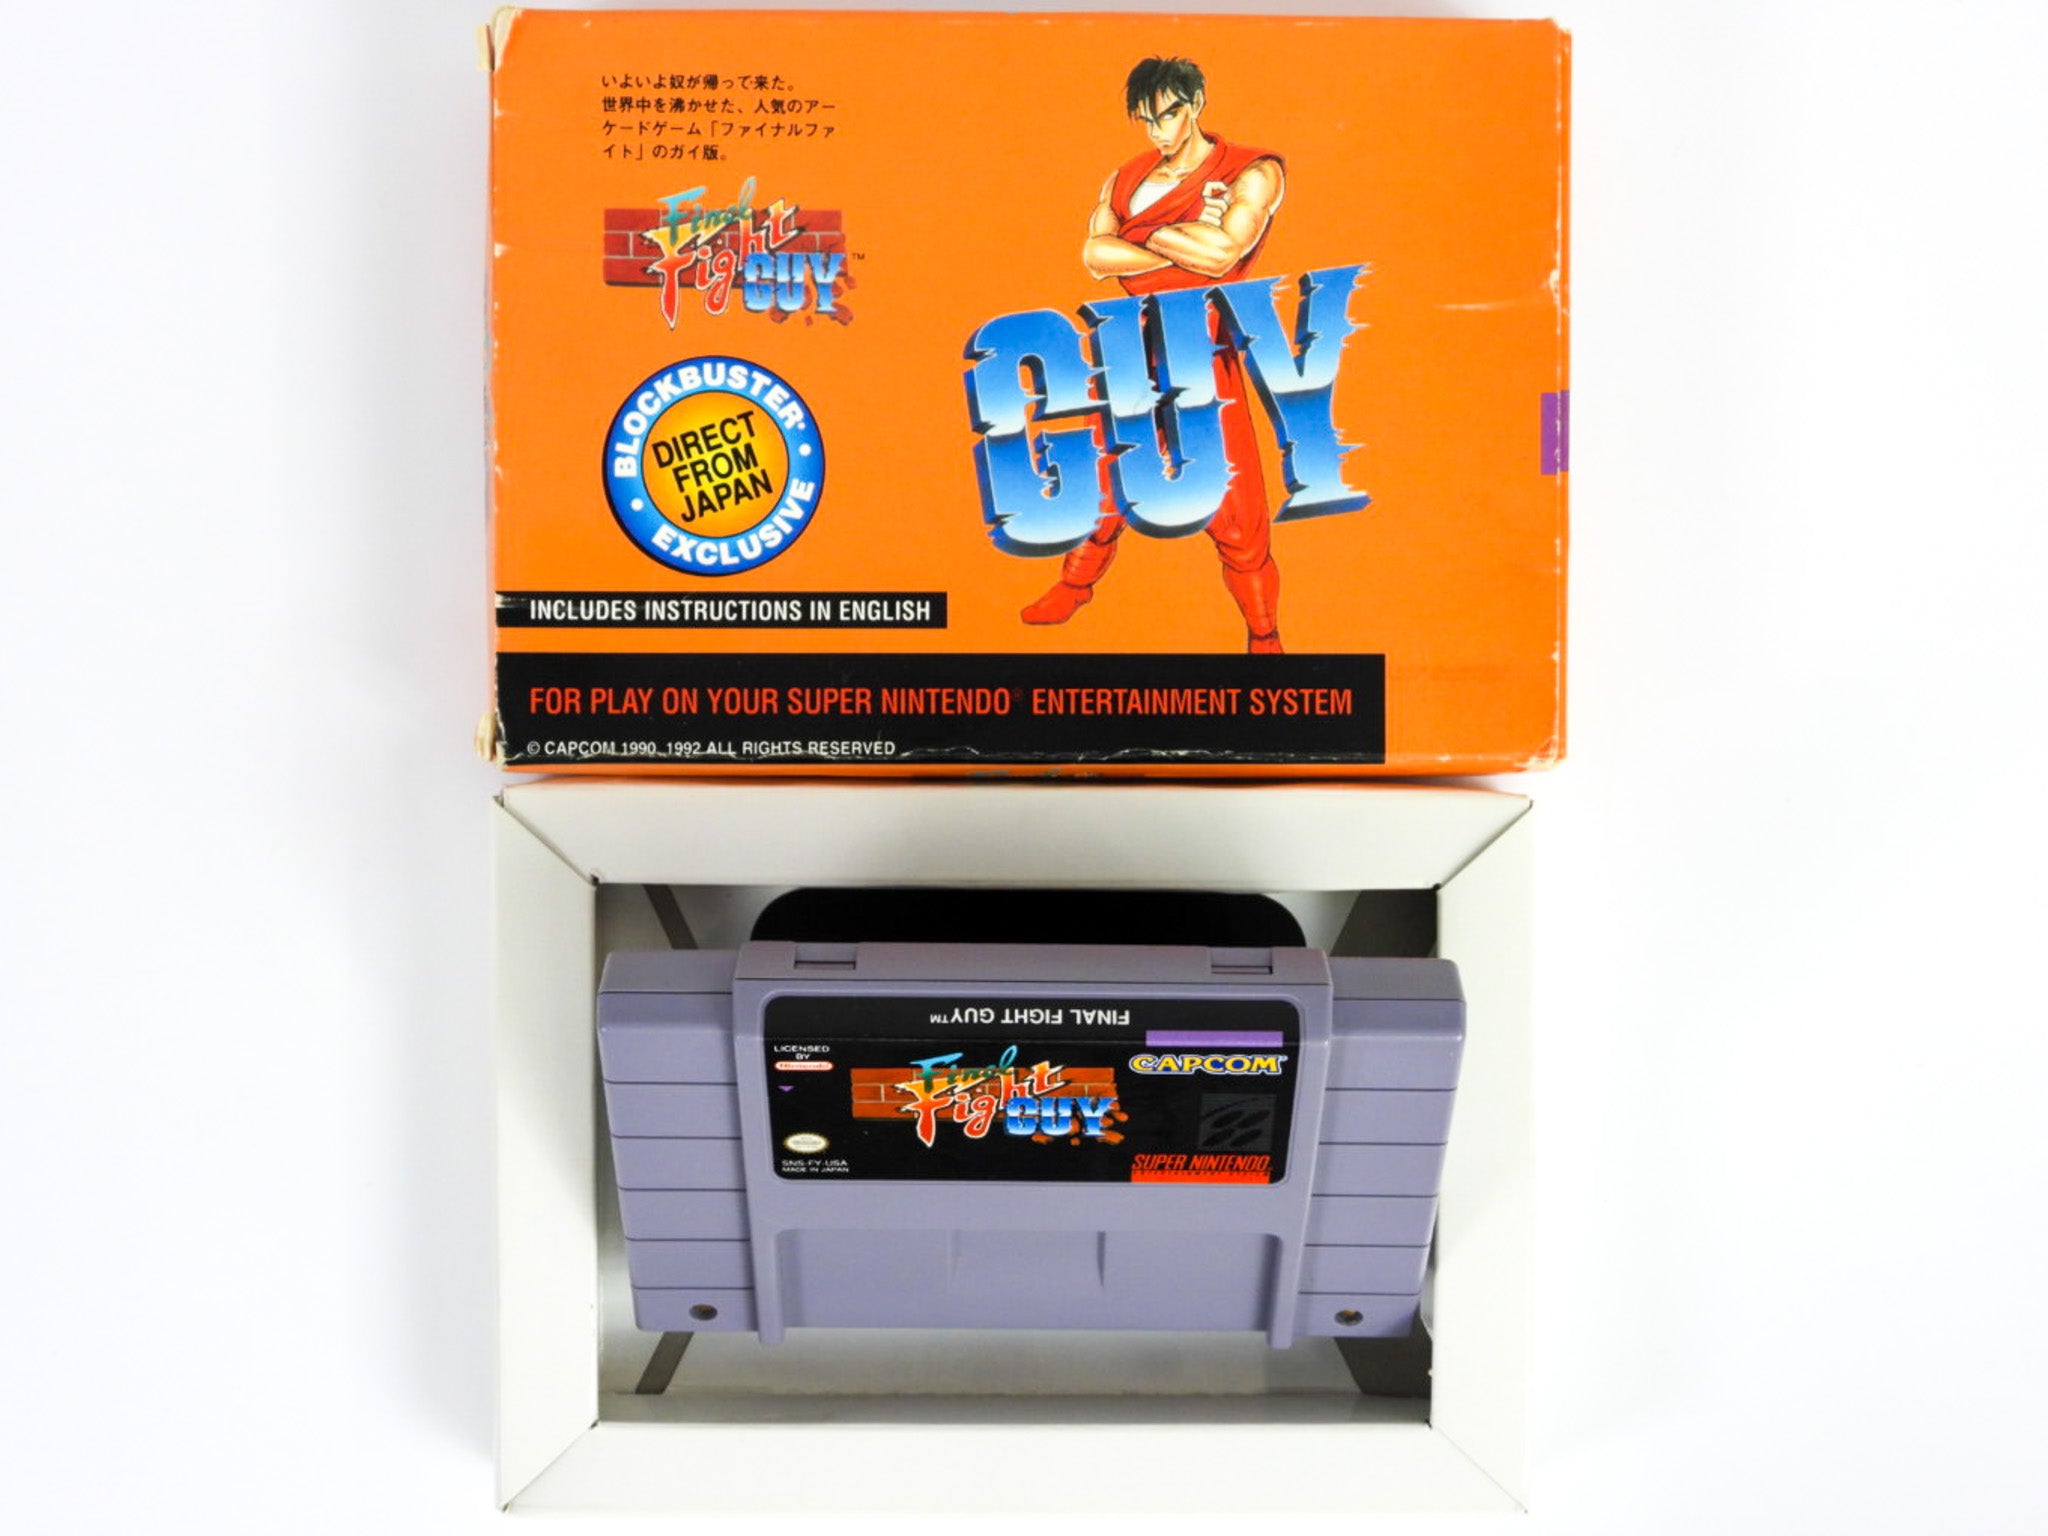 いよいよ奴が帰って来た。
世界中を沸かせた、人気のアー
ケードゲーム「ファイナルファ
イト」のガイ版。
Final
Fight
GUY™
GUY
BLOCKBUSTER®
DIRECT
FROM
JAPAN
EXCLUSIVE
INCLUDES INSTRUCTIONS IN ENGLISH
FOR PLAY ON YOUR SUPER NINTENDO® ENTERTAINMENT SYSTEM
© CAPCOM 1990, 1992 ALL RIGHTS RESERVED
FINAL FIGHT GUY™
LICENSED
BY
Nintendo
CAPCOM
Final
Fight
GUY
SNS-FY-USA
MADE IN JAPAN
SUPER NINTENDO
ENTERTAINMENT SYSTEM